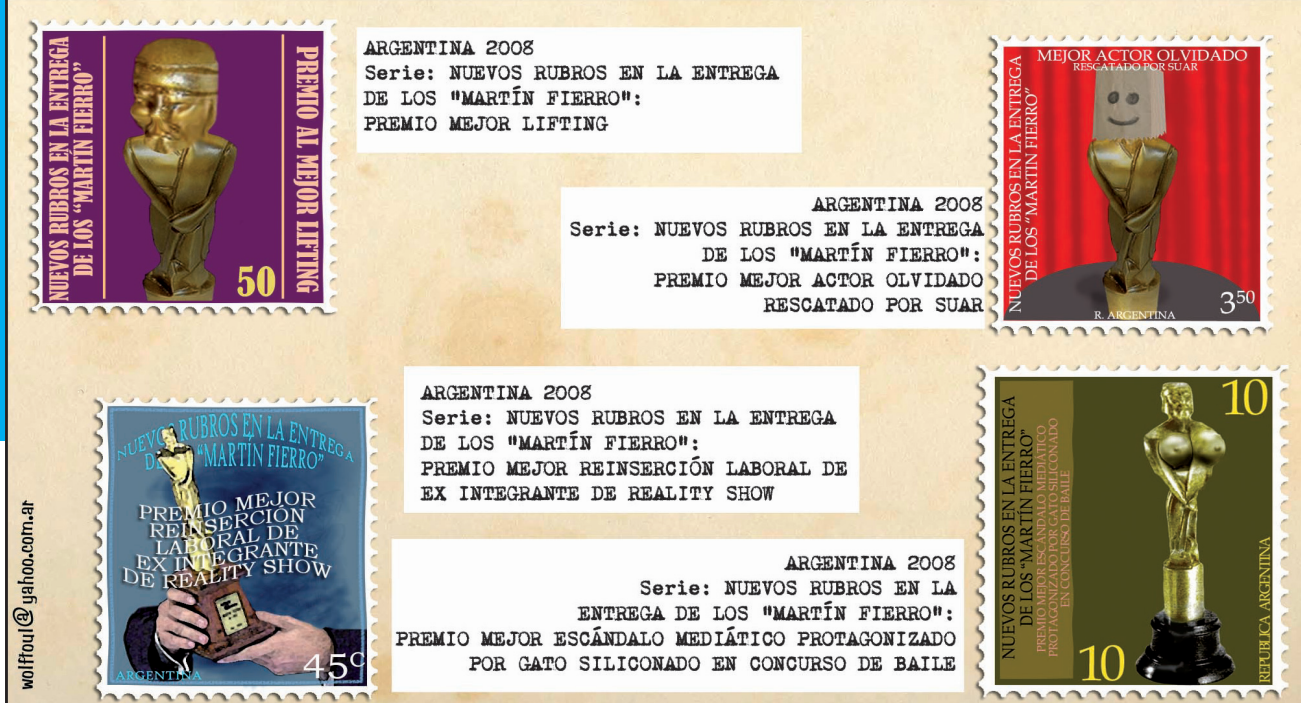 NUEVOS RUBROS EN LA ENTREGA
DE LOS "MARTÍN FIERRO"
PREMIO AL MEJOR LIFTING
50
ARGENTINA 2008
Serie: NUEVOS RUBROS EN LA ENTREGA
DE LOS "MARTÍN FIERRO":
PREMIO MEJOR LIFTING
ARGENTINA 2008
Serie: NUEVOS RUBROS EN LA ENTREGA
DE LOS "MARTÍN FIERRO":
PREMIO MEJOR ACTOR OLVIDADO
RESCATADO POR SUAR
MEJOR ACTOR OLVIDADO
RESCATADO POR SUAR
NUEVOS RUBROS EN LA ENTREGA
DE LOS "MARTIN FIERRO"
R. ARGENTINA
3⁵⁰
NUEVOS RUBROS EN LA ENTREGA
DE "MARTÍN FIERRO"
PREMIO MEJOR
REINSERCIÓN
LABORAL DE
EX INTEGRANTE
DE REALITY SHOW
ARGENTINA
45c
ARGENTINA 2008
Serie: NUEVOS RUBROS EN LA ENTREGA
DE LOS "MARTÍN FIERRO":
PREMIO MEJOR REINSERCIÓN LABORAL DE
EX INTEGRANTE DE REALITY SHOW
ARGENTINA 2008
Serie: NUEVOS RUBROS EN LA
ENTREGA DE LOS "MARTÍN FIERRO":
PREMIO MEJOR ESCÁNDALO MEDIÁTICO PROTAGONIZADO
POR GATO SILICONADO EN CONCURSO DE BAILE
NUEVOS RUBROS EN LA ENTREGA
DE LOS "MARTÍN FIERRO"
PREMIO MEJOR ESCÁNDALO MEDIÁTICO
PROTAGONIZADO POR GATO SILICONADO
EN CONCURSO DE BAILE
10
10
REPUBLICA ARGENTINA
wolffoul@yahoo.com.ar